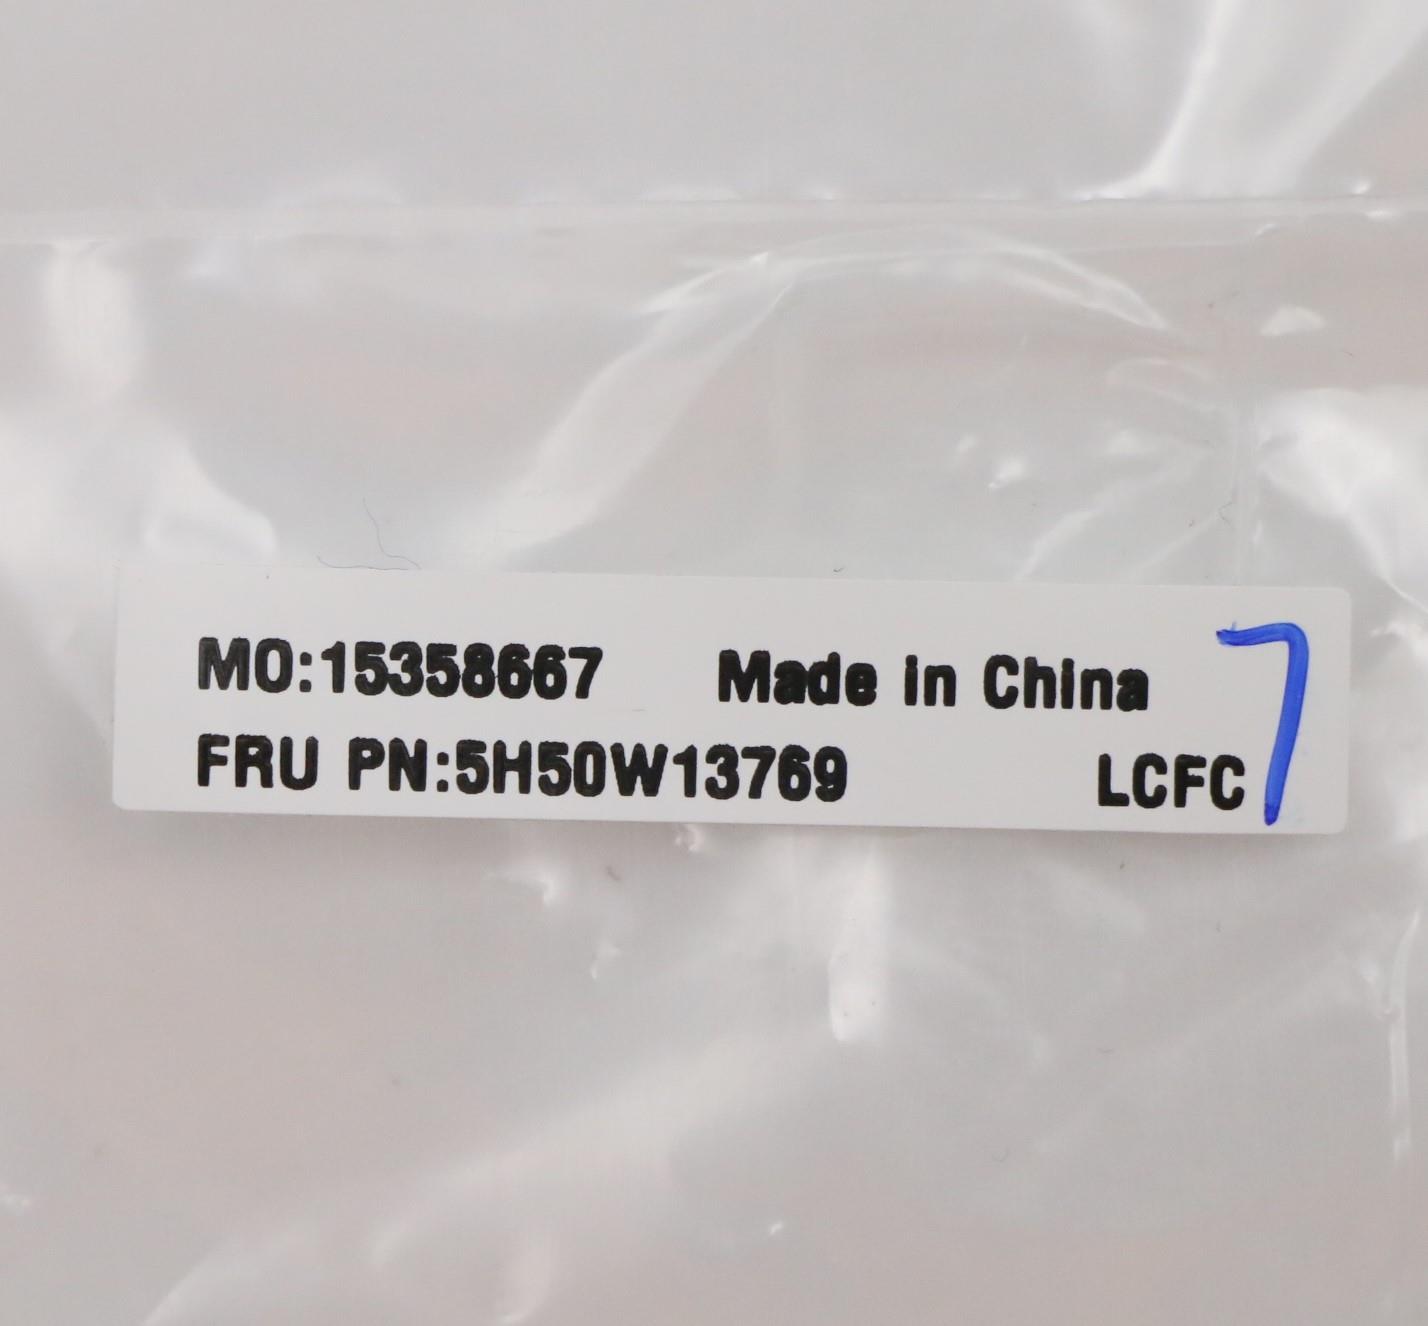 MO:15358667 Made in China 7
FRU PN:5H50W13769 LCFC